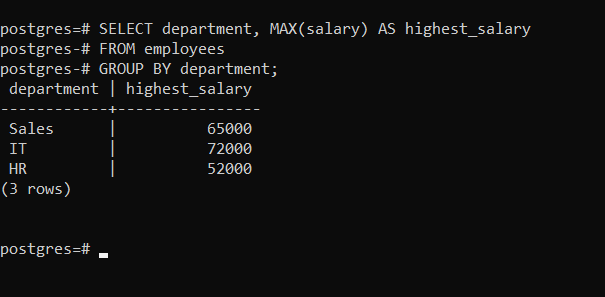 postgres=# SELECT department, MAX(salary) AS highest_salary
postgres-# FROM employees
postgres-# GROUP BY department;
 department | highest_salary
------------+----------------
 Sales      |          65000
 IT         |          72000
 HR         |          52000
(3 rows)
postgres=#